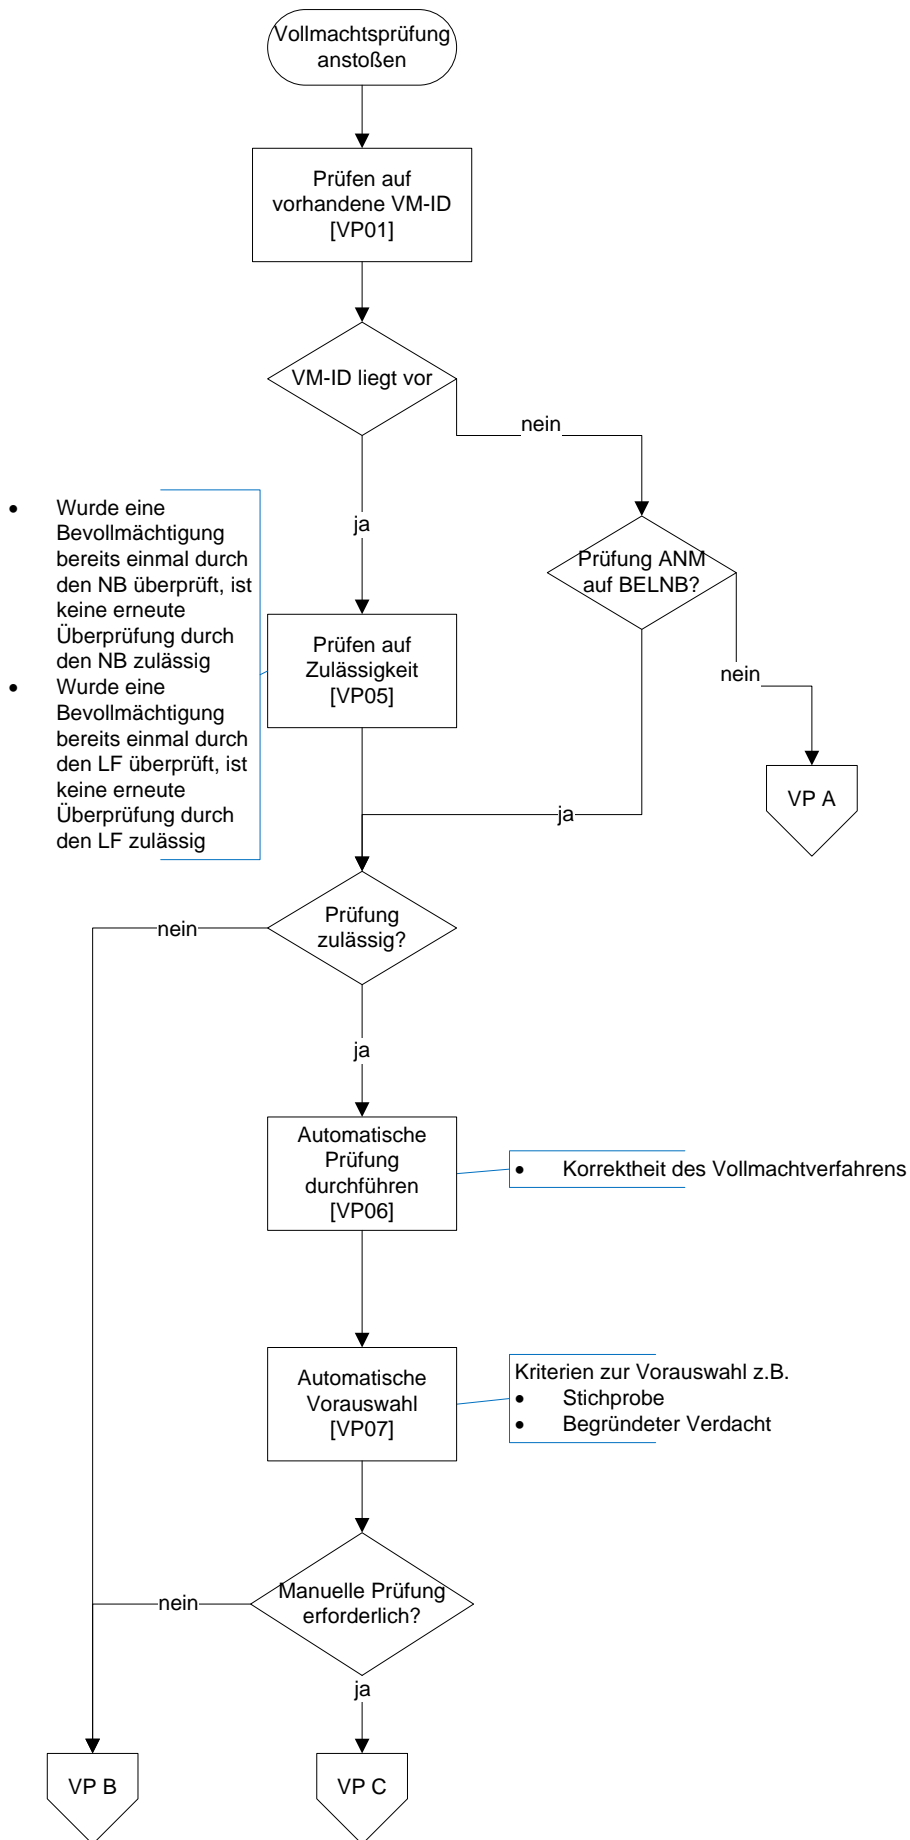 Vollmachtsprüfung
anstoßen
Prüfen auf
vorhandene VM-ID
[VP01]
VM-ID liegt vor
nein
ja
Prüfung ANM
auf BELNB?
• Wurde eine
Bevollmächtigung
bereits einmal durch
den NB überprüft, ist
keine erneute
Überprüfung durch
den NB zulässig
• Wurde eine
Bevollmächtigung
bereits einmal durch
den LF überprüft, ist
keine erneute
Überprüfung durch
den LF zulässig
Prüfen auf
Zulässigkeit
[VP05]
nein
VP A
ja
Prüfung
zulässig?
nein
ja
Automatische
Prüfung
durchführen
[VP06]
• Korrektheit des Vollmachtverfahrens
Automatische
Vorauswahl
[VP07]
Kriterien zur Vorauswahl z.B.
• Stichprobe
• Begründeter Verdacht
Manuelle Prüfung
erforderlich?
nein
ja
VP B
VP C